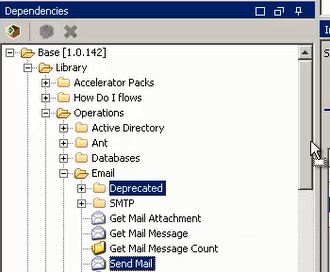 Dependencies
Base [1.0.142]
Library
Accelerator Packs
How Do I flows
Operations
Active Directory
Ant
Databases
Email
Deprecated
SMTP
Get Mail Attachment
Get Mail Message
Get Mail Message Count
Send Mail